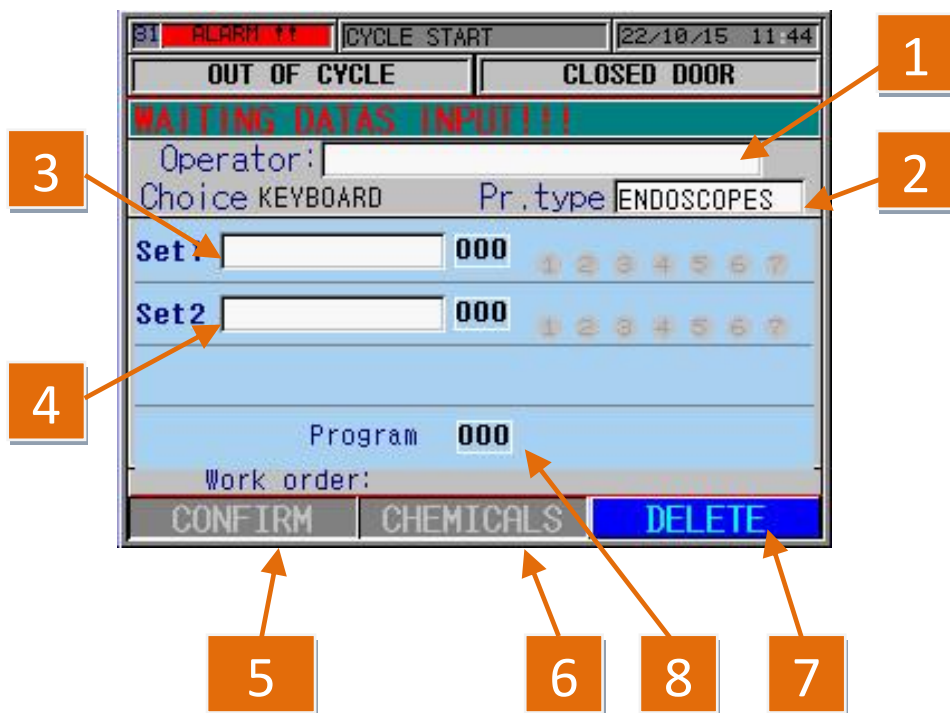 31 ALARM !! CYCLE START 22/10/15 11:44
OUT OF CYCLE CLOSED DOOR
WAITING DATAS INPUT!!!
Operator:
Choice KEYBOARD Pr.type ENDOSCOPES
Set1 000 1 2 3 4 5 6 7
Set2 000 1 2 3 4 5 6 7
Program 000
Work order:
CONFIRM CHEMICALS DELETE
1
2
3
4
5 6 8 7